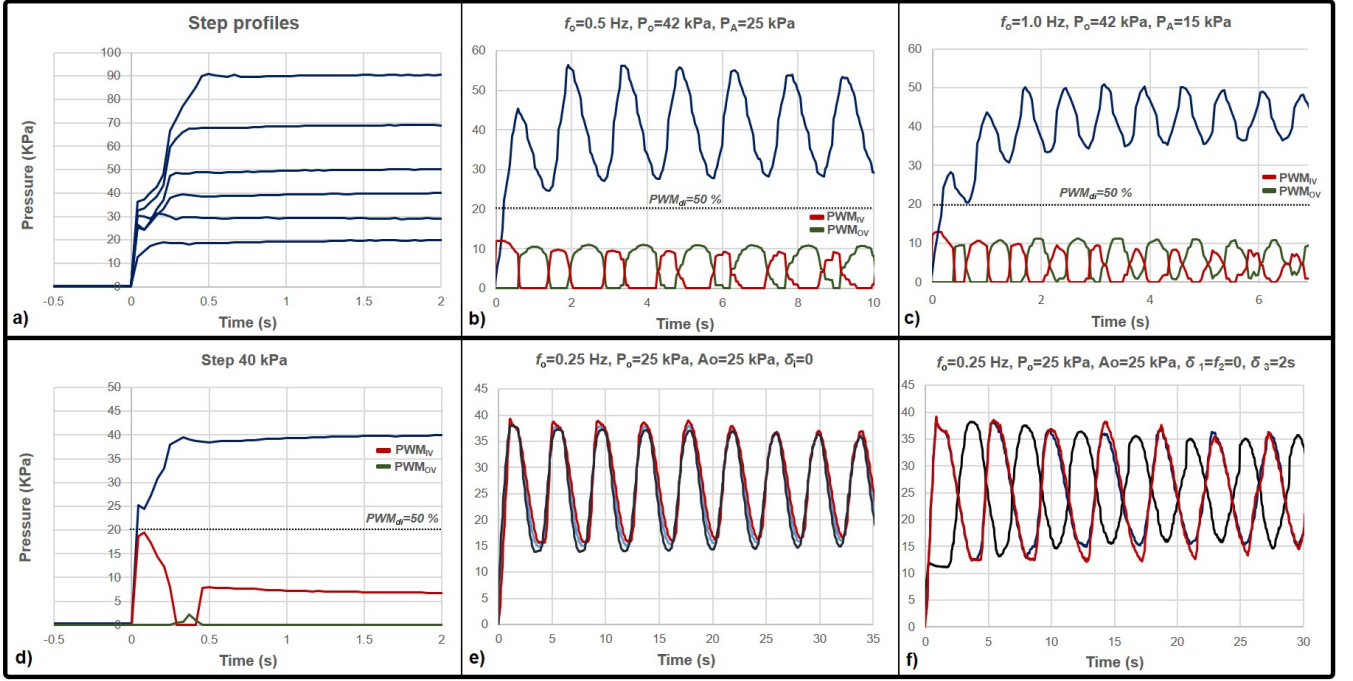 Step profiles
Pressure (KPa)
100
90
80
70
60
50
40
30
20
10
0
-0.5 0 0.5 1 1.5 2
Time (s)
a)
fo=0.5 Hz, Po=42 kPa, PA=25 kPa
60
50
40
30
20
10
0
PWMdi=50 %
PWMIV
PWMOV
0 2 4 6 8 10
Time (s)
b)
fo=1.0 Hz, Po=42 kPa, PA=15 kPa
60
50
40
30
20
10
0
PWMdi=50 %
PWMIV
PWMOV
0 2 4 6
Time (s)
c)
Step 40 kPa
Pressure (KPa)
50
45
40
35
30
25
20
15
10
5
0
PWMIV
PWMOV
PWMdi=50 %
-0.5 0 0.5 1 1.5 2
Time (s)
d)
fo=0.25 Hz, Po=25 kPa, Ao=25 kPa, δi=0
45
40
35
30
25
20
15
10
5
0
0 5 10 15 20 25 30 35
Time (s)
e)
fo=0.25 Hz, Po=25 kPa, Ao=25 kPa, δ 1=f2=0, δ 3=2s
45
40
35
30
25
20
15
10
5
0
0 5 10 15 20 25 30
Time (s)
f)